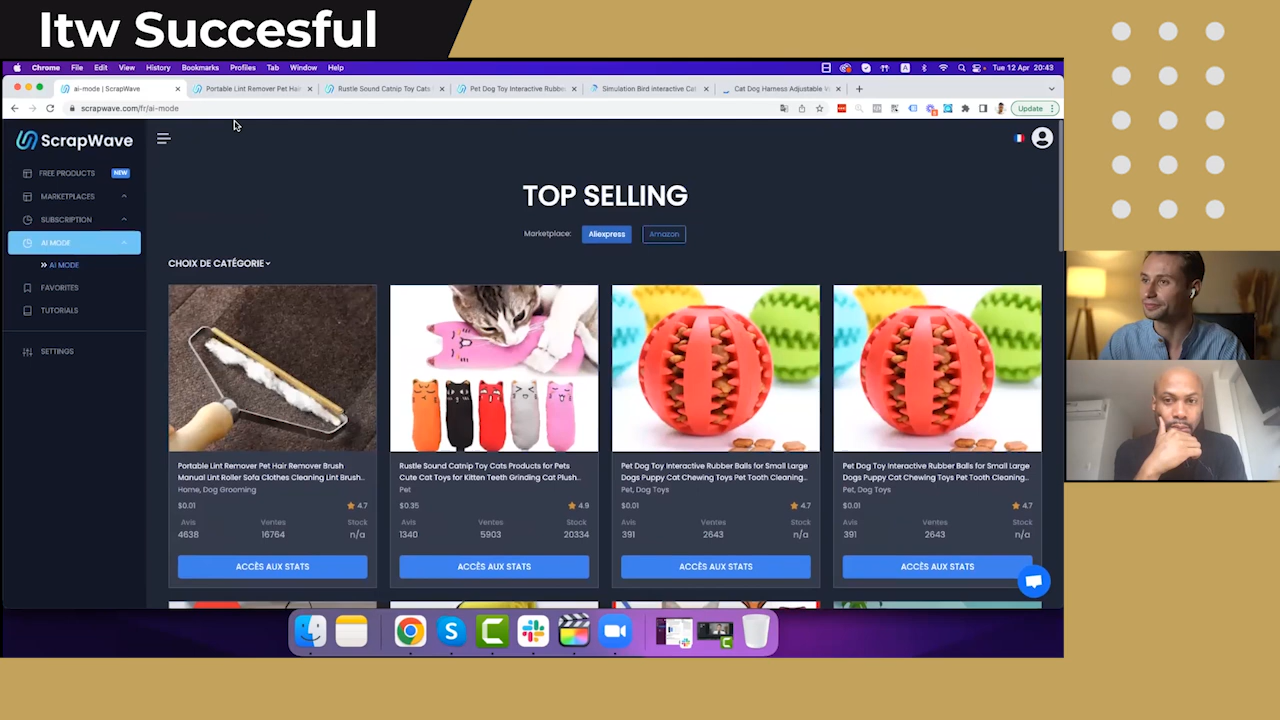 Itw Succesful
Chrome File Edit View History Bookmarks Profiles Tab Window Help
A
Tue 12 Apr 20:43
ai-mode | ScrapWave
Portable Lint Remover Pet Hai
Rustle Sound Catnip Toy Cats
Pet Dog Toy Interactive Rubbe
Simulation Bird interactive Cat
Cat Dog Harness Adjustable V
scrapwave.com/fr/ai-mode
Update
ScrapWave
FREE PRODUCTS NEW
MARKETPLACES
SUBSCRIPTION
AI MODE
AI MODE
FAVORITES
TUTORIALS
SETTINGS
TOP SELLING
Marketplace: Aliexpress Amazon
CHOIX DE CATÉGORIE
Portable Lint Remover Pet Hair Remover Brush
Manual Lint Roller Sofa Clothes Cleaning Lint Brush...
Home, Dog Grooming
$0.01 4.7
Avis Ventes Stock
4638 16764 n/a
ACCÈS AUX STATS
Rustle Sound Catnip Toy Cats Products for Pets
Cute Cat Toys for Kitten Teeth Grinding Cat Plush...
Pet
$0.35 4.9
Avis Ventes Stock
1340 5903 20334
ACCÈS AUX STATS
Pet Dog Toy Interactive Rubber Balls for Small Large
Dogs Puppy Cat Chewing Toys Pet Tooth Cleaning...
Pet, Dog Toys
$0.01 4.7
Avis Ventes Stock
391 2643 n/a
ACCÈS AUX STATS
Pet Dog Toy Interactive Rubber Balls for Small Large
Dogs Puppy Cat Chewing Toys Pet Tooth Cleaning...
Pet, Dog Toys
$0.01 4.7
Avis Ventes Stock
391 2643 n/a
ACCÈS AUX STATS